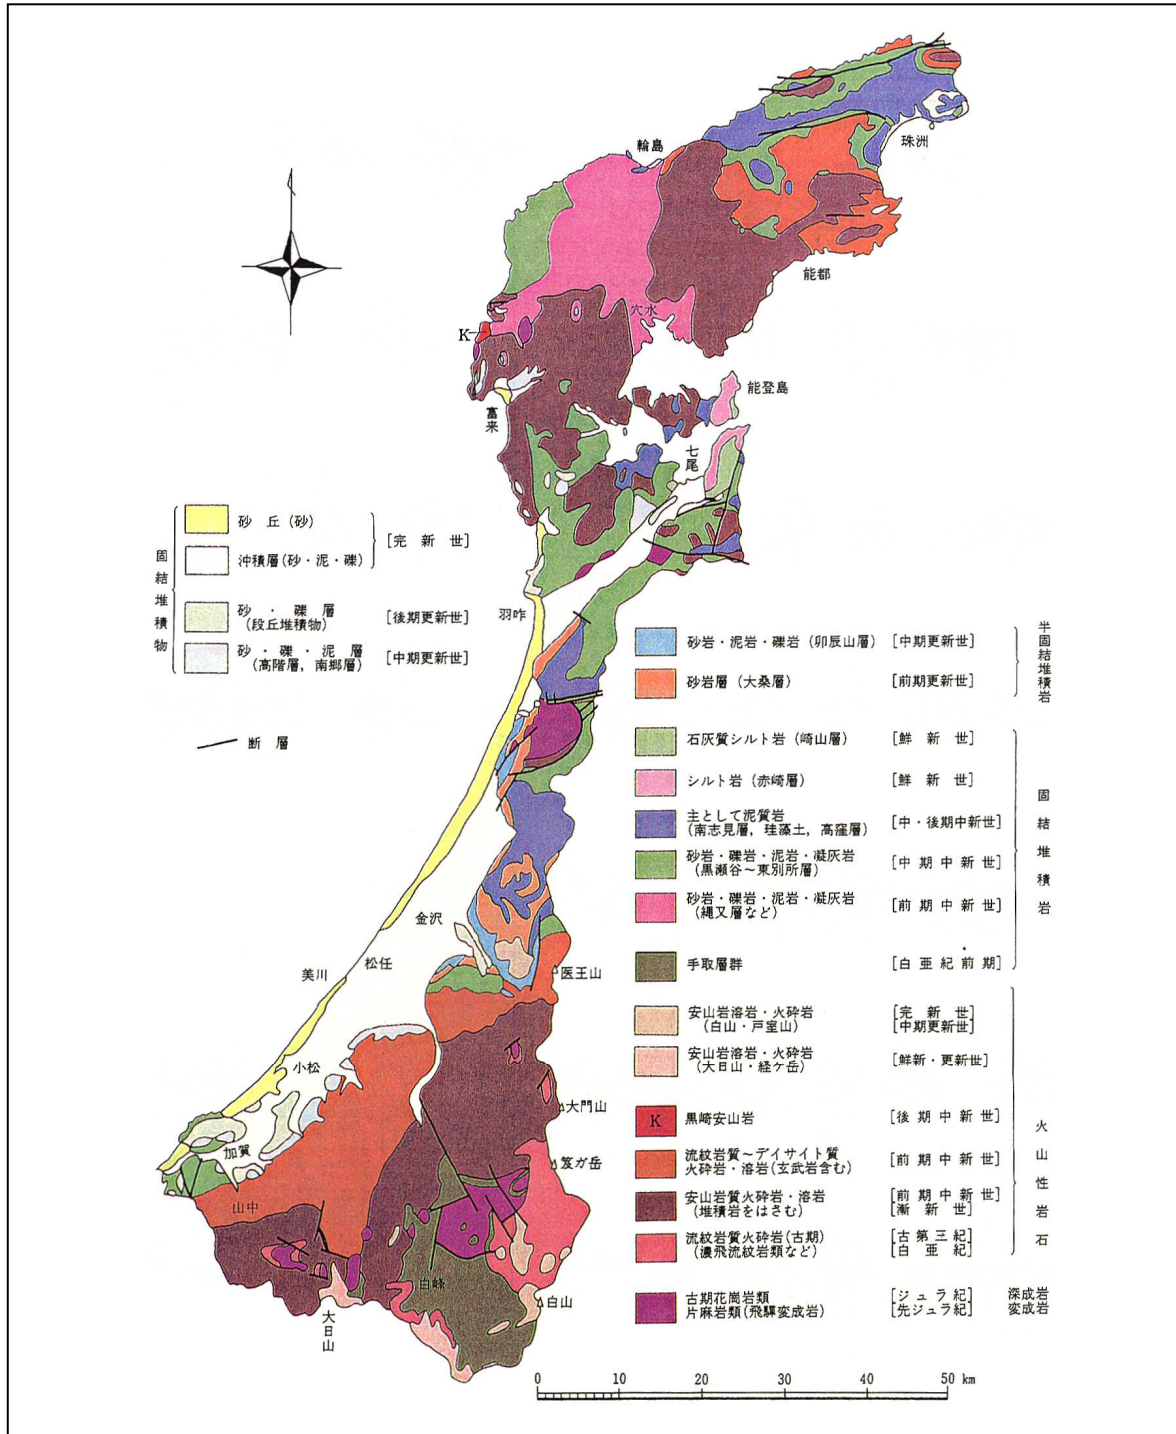 輪島
珠洲
能都
穴水
K
能登島
富来
七尾
砂 丘 (砂)
[完 新 世]
沖積層(砂・泥・礫)
固結堆積物
砂 ・ 礫 層
(段丘堆積物)
[後期更新世]
砂・礫・泥層
(高階層, 南郷層)
[中期更新世]
断 層
羽咋
砂岩・泥岩・礫岩 (卯辰山層)
[中期更新世]
半固結堆積岩
砂岩層 (大桑層)
[前期更新世]
石灰質シルト岩 (崎山層)
[鮮 新 世]
シルト岩 (赤崎層)
[鮮 新 世]
主として泥質岩
(南志見層, 珪藻土, 高窪層)
[中・後期中新世]
固結堆積岩
砂岩・礫岩・泥岩・凝灰岩
(黒瀬谷〜東別所層)
[中期中新世]
砂岩・礫岩・泥岩・凝灰岩
(縄又層など)
[前期中新世]
金沢
松任
美川
医王山
手取層群
[白亜紀前期]
安山岩溶岩・火砕岩
(白山・戸室山)
[完 新 世]
[中期更新世]
安山岩溶岩・火砕岩
(大日山・経ケ岳)
[鮮新・更新世]
小松
大門山
K
黒崎安山岩
[後期中新世]
火山性岩石
加賀
笈ガ岳
流紋岩質〜デイサイト質
火砕岩・溶岩(玄武岩含む)
[前期中新世]
山中
安山岩質火砕岩・溶岩
(堆積岩をはさむ)
[前期中新世]
[漸 新 世]
流紋岩質火砕岩(古期)
(濃飛流紋岩類など)
[古第三紀]
[白 亜 紀]
白峰
白山
大日山
古期花崗岩類
片麻岩類(飛騨変成岩)
[ジュラ紀]
[先ジュラ紀]
深成岩
変成岩
0 10 20 30 40 50 km